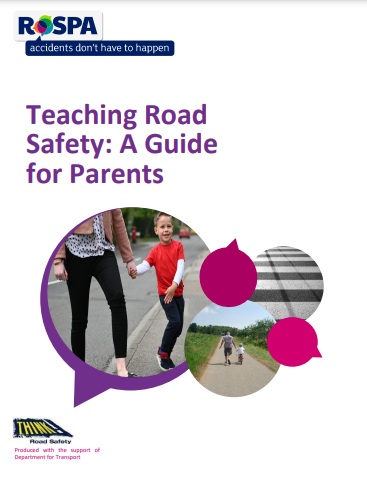 RoSPA
accidents don't have to happen
Teaching Road
Safety: A Guide
for Parents
THINK!
Road Safety
Produced with the support of
Department for Transport